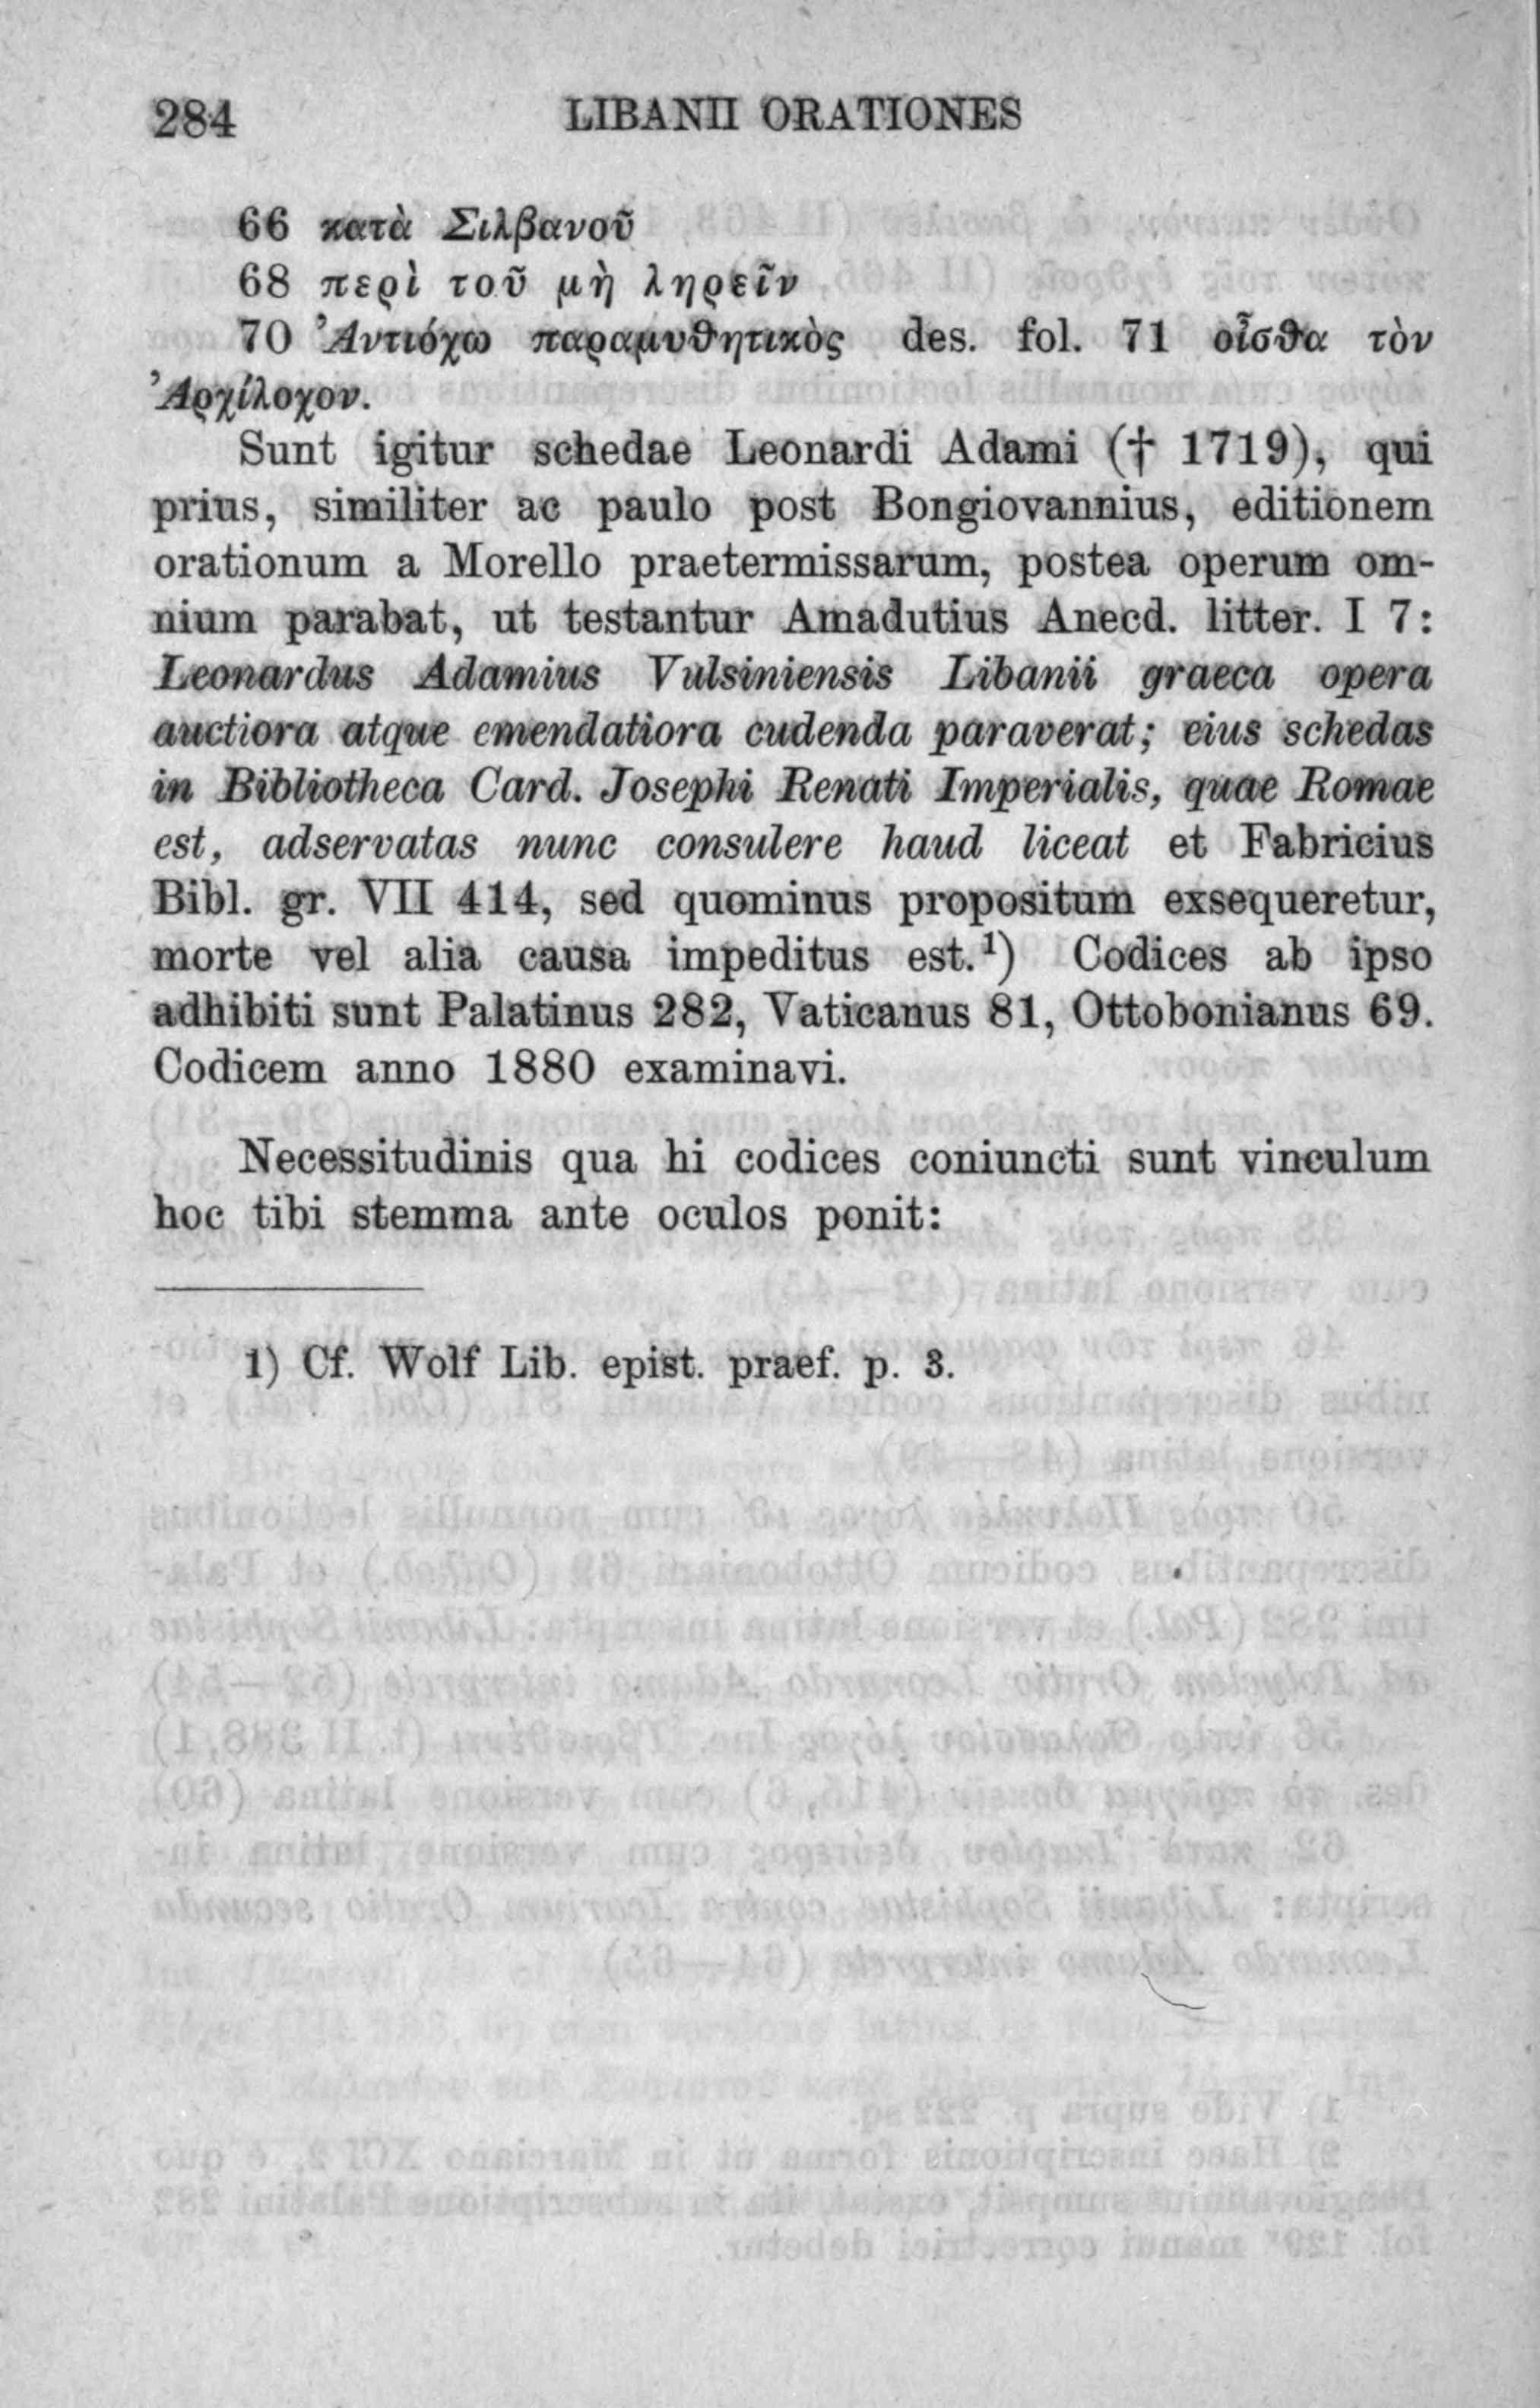 284 LIBANII ORATIONES
66 κατὰ Σιλβανοῦ
68 περὶ τοῦ μὴ ληρεῖν
70 Ἀντιόχῳ παραμυθητικὸς des. fol. 71 οἶσθα τὸν
Ἀρχίλοχον.
Sunt igitur schedae Leonardi Adami († 1719), qui
prius, similiter ac paulo post Bongiovannius, editionem
orationum a Morello praetermissarum, postea operum om-
nium parabat, ut testantur Amadutius Anecd. litter. I 7:
Leonardus Adamius Vulsiniensis Libanii graeca opera
auctiora atque emendatiora cudenda paraverat; eius schedas
in Bibliotheca Card. Josephi Renati Imperialis, quae Romae
est, adservatas nunc consulere haud liceat et Fabricius
Bibl. gr. VII 414, sed quominus propositum exsequeretur,
morte vel alia causa impeditus est.¹) Codices ab ipso
adhibiti sunt Palatinus 282, Vaticanus 81, Ottobonianus 69.
Codicem anno 1880 examinavi.
Necessitudinis qua hi codices coniuncti sunt vinculum
hoc tibi stemma ante oculos ponit:
1) Cf. Wolf Lib. epist. praef. p. 3.